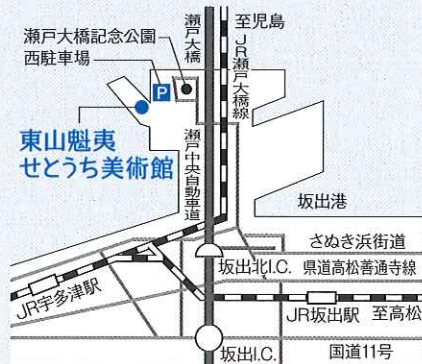 瀬戸大橋
至児島
瀬戸大橋記念公園
西駐車場
P
JR瀬戸大橋線
東山魁夷
せとうち美術館
瀬戸中央自動車道
坂出港
さぬき浜街道
坂出北I.C.
県道高松善通寺線
JR宇多津駅
JR坂出駅
至高松
坂出I.C.
国道11号